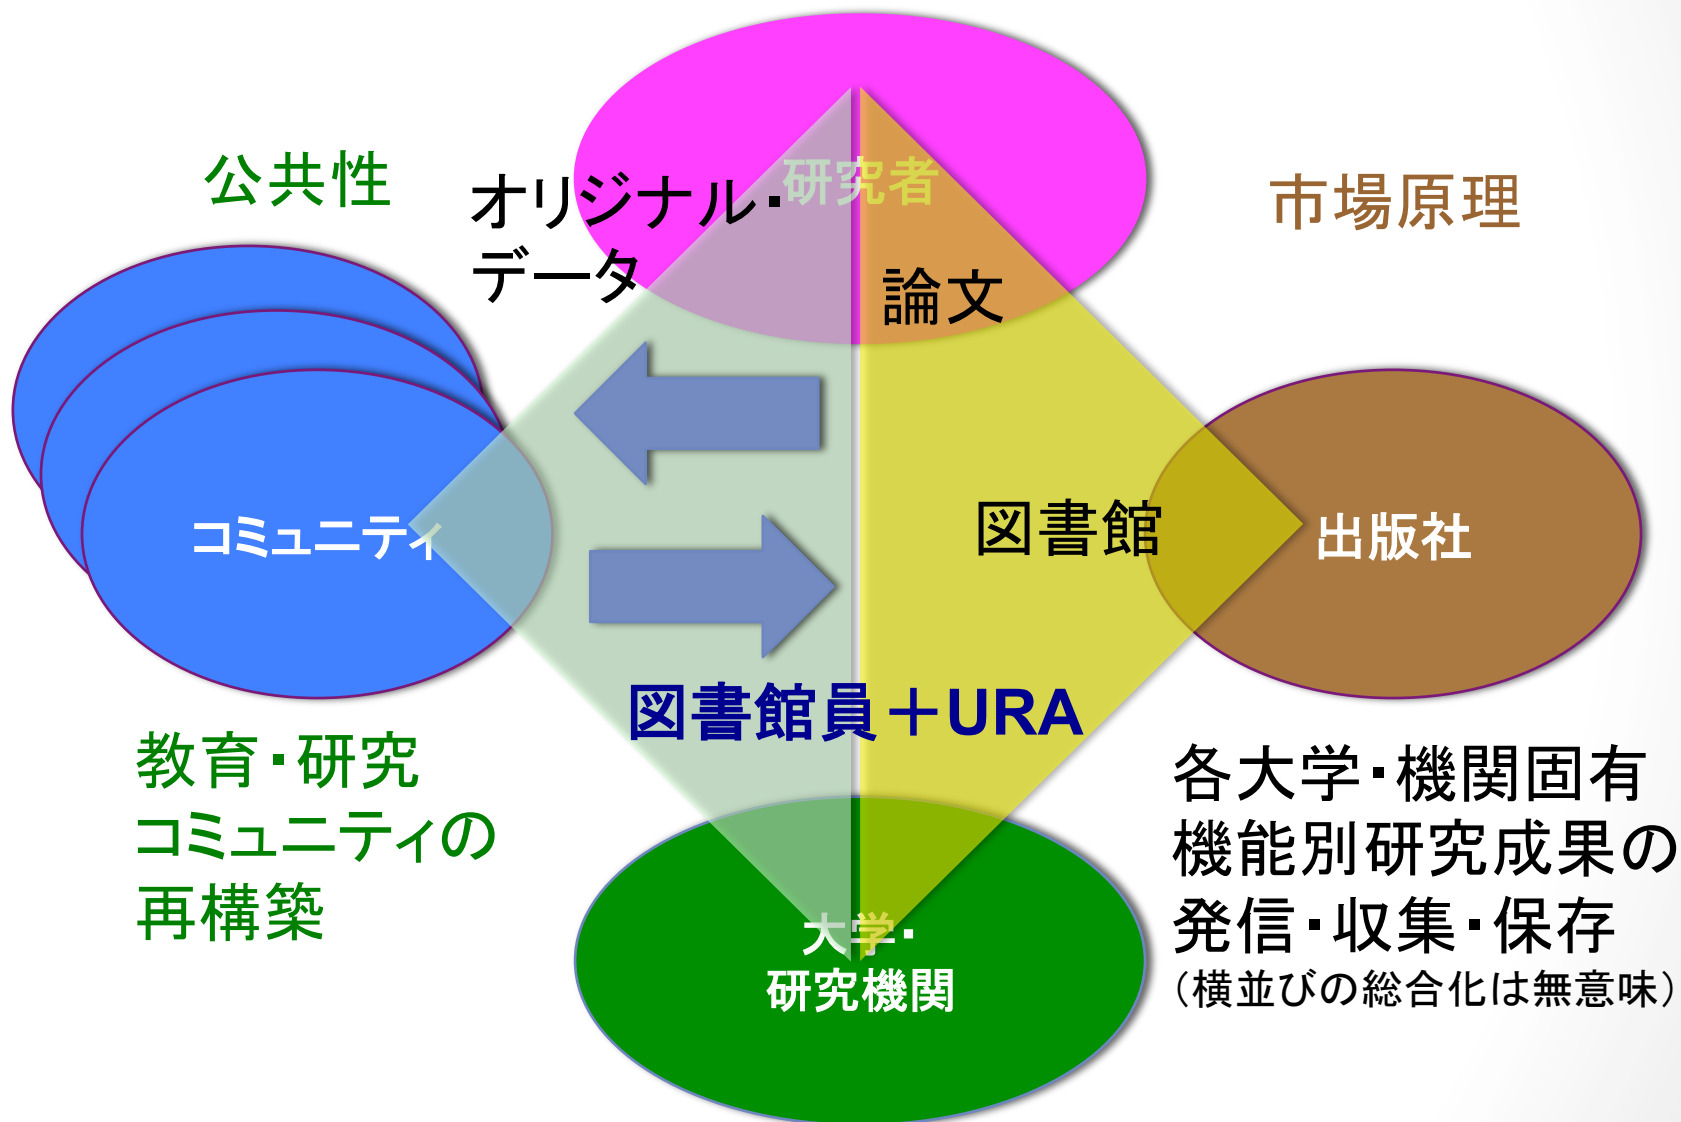 研究者
公共性
オリジナル・
データ
市場原理
論文
コミュニティ
図書館
出版社
図書館員＋URA
教育・研究
コミュニティの
再構築
各大学・機関固有
機能別研究成果の
発信・収集・保存
（横並びの総合化は無意味）
大学・
研究機関